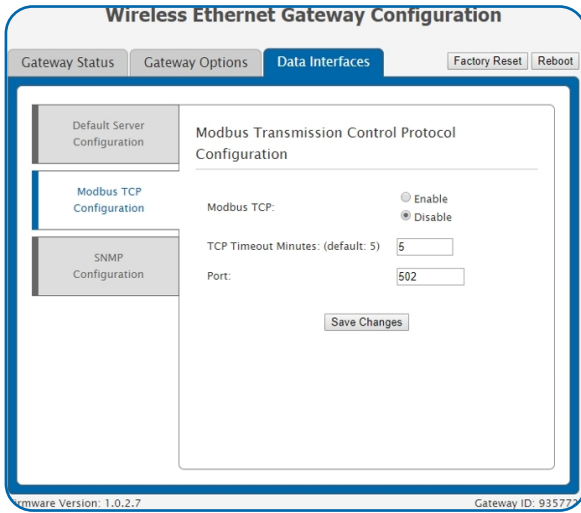 Wireless Ethernet Gateway Configuration
Gateway Status
Gateway Options
Data Interfaces
Factory Reset
Reboot
Default Server
Configuration
Modbus TCP
Configuration
SNMP
Configuration
Modbus Transmission Control Protocol
Configuration
Modbus TCP:
Enable
Disable
TCP Timeout Minutes: (default: 5)
5
Port:
502
Save Changes
irmware Version: 1.0.2.7
Gateway ID: 935772